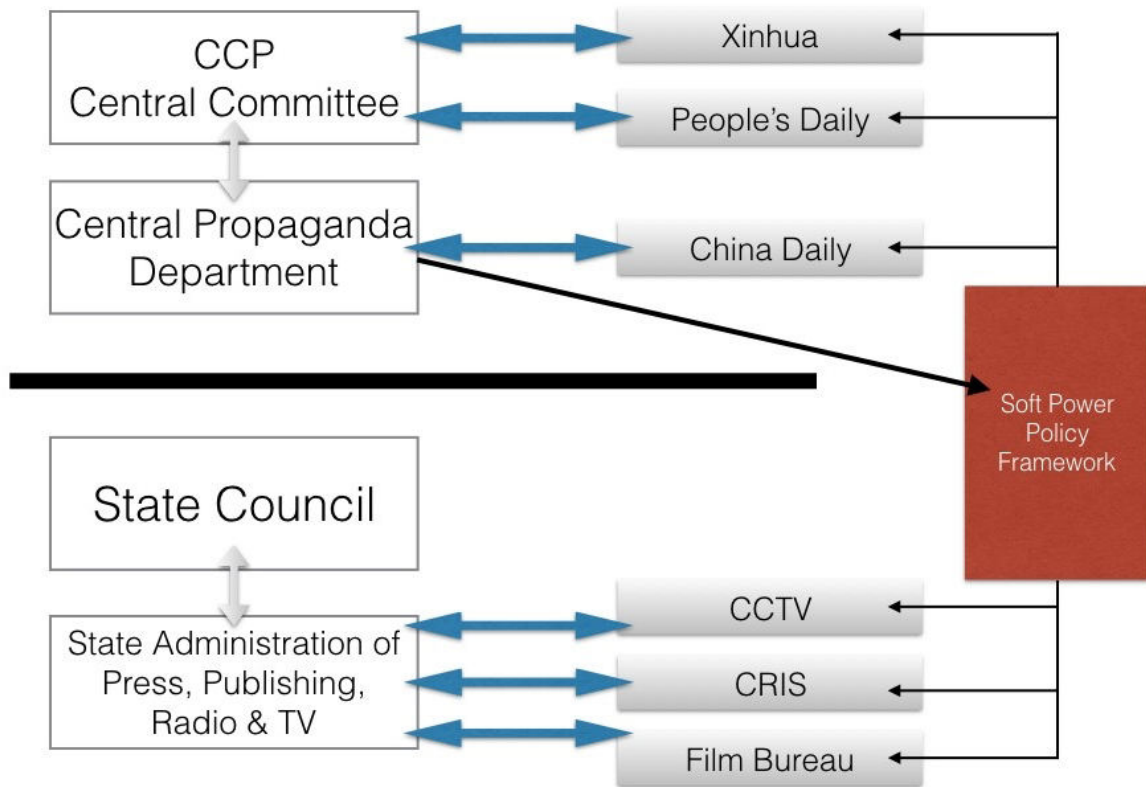 CCP
Central Committee
Xinhua
People's Daily
Central Propaganda
Department
China Daily
Soft Power
Policy
Framework
State Council
CCTV
State Administration of
Press, Publishing,
Radio & TV
CRIS
Film Bureau